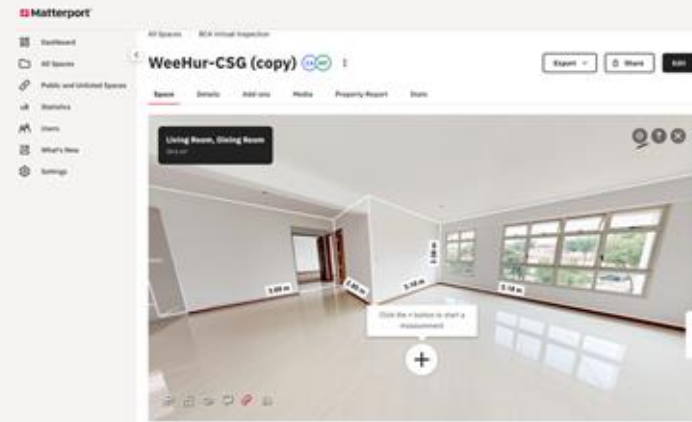 Matterport
Dashboard
All Spaces
Public and Unlisted Spaces
Statistics
Users
What's New
Settings
All Spaces BCA Virtual Inspection
WeeHur-CSG (copy)
Export
Share
Edit
Space Details Add-ons Media Property Report Stats
Living Room, Dining Room
Click the + button to start a
measurement